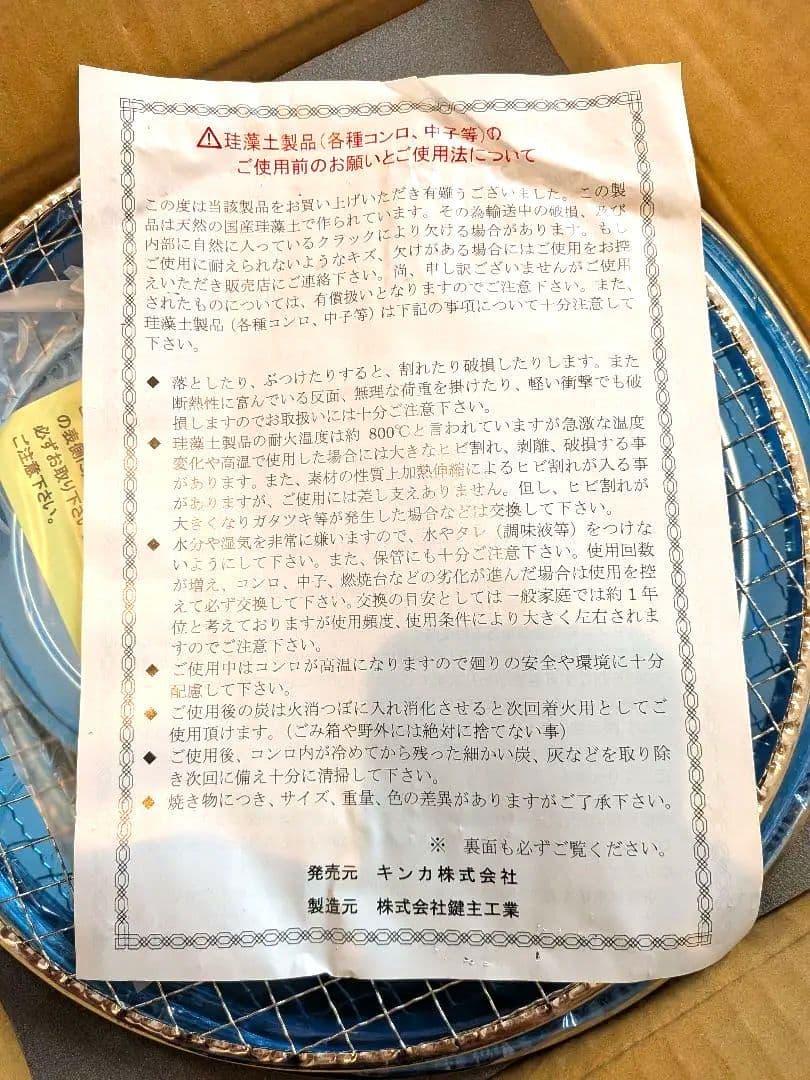 ⚠珪藻土製品(各種コンロ、中子等)の
ご使用前のお願いとご使用法について
この度は当該製品をお買い上げいただき有難うございました。この製
品は天然の国産珪藻土で作られています。その為輸送中の破損、及び
内部に自然に入っているクラックにより欠ける場合があります。もし
ご使用に耐えられないようなキズ、欠けがある場合にはご使用をお控
えいただき販売店にご連絡下さい。尚、申し訳ございませんがご使用
されたものについては、有償扱いとなりますのでご注意下さい。また、
珪藻土製品(各種コンロ、中子等)は下記の事項について十分注意して
下さい。
◆ 落としたり、ぶつけたりすると、割れたり破損したりします。また
断熱性に富んでいる反面、無理な荷重を掛けたり、軽い衝撃でも破
損しますのでお取扱いには十分ご注意下さい。
◆ 珪藻土製品の耐火温度は約 800℃と言われていますが急激な温度
変化や高温で使用した場合には大きなヒビ割れ、剥離、破損する事
があります。また、素材の性質上加熱伸縮によるヒビ割れが入る事
がありますが、ご使用には差し支えありません。但し、ヒビ割れが
大きくなりガタツキ等が発生した場合などは交換して下さい。
◆ 水分や湿気を非常に嫌いますので、水やタレ(調味液等)をつけな
いようにして下さい。また、保管にも十分ご注意下さい。使用回数
が増え、コンロ、中子、燃焼台などの劣化が進んだ場合は使用を控
えて必ず交換して下さい。交換の目安としては一般家庭では約1年
位と考えておりますが使用頻度、使用条件により大きく左右されま
すのでご注意下さい。
◆ ご使用中はコンロが高温になりますので廻りの安全や環境に十分
配慮して下さい。
◆ ご使用後の炭は火消つぼに入れ消化させると次回着火用としてご
使用頂けます。(ごみ箱や野外には絶対に捨てない事)
◆ ご使用後、コンロ内が冷めてから残った細かい炭、灰などを取り除
き次回に備え十分に清掃して下さい。
◆ 焼き物につき、サイズ、重量、色の差異がありますがご了承下さい。
※ 裏面も必ずご覧ください。
発売元 キンカ株式会社
製造元 株式会社鍵主工業
の表側に
必ずお取り下さい
ご注意下さい。